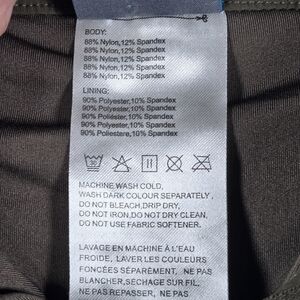 BODY:
88% Nylon,12% Spandex
88% Nylon,12% Spandex
88% Nylon,12% Spandex
88% Nylon,12% Spandex
88% Nylon,12% Spandex
LINING:
90% Polyester,10% Spandex
90% Polyester,10% Spandex
90% Poliéster,10% Spandex
90% Polyester,10% Spandex
90% Poliestere,10% Spandex
30
MACHINE WASH COLD,
WASH DARK COLOUR SEPARATELY ,
DO NOT BLEACH,DRIP DRY,
DO NOT IRON,DO NOT DRY CLEAN,
DO NOT USE FABRIC SOFTENER.
LAVAGE EN MACHINE À L'EAU
FROIDE, LAVER LES COULEURS
FONCÉES SÉPARÉMENT, NE PAS
BLANCHIR,SÉCHAGE SUR FIL,
NE PAS REPASSER, NE PAS